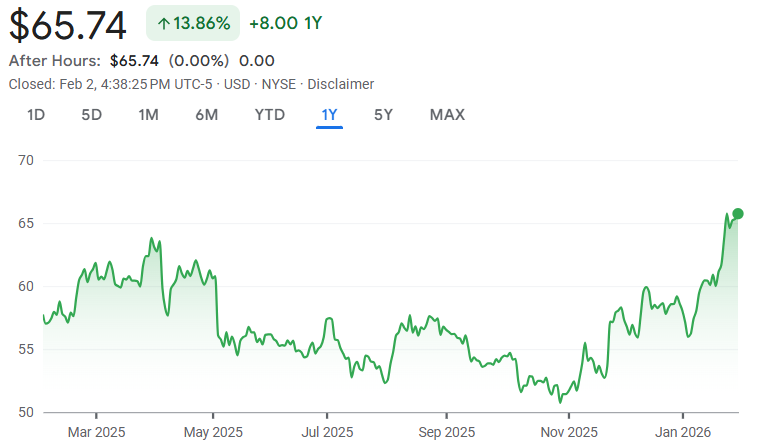 $65.74 ↑13.86% +8.00 1Y
After Hours: $65.74 (0.00%) 0.00
Closed: Feb 2, 4:38:25 PM UTC-5 · USD · NYSE · Disclaimer
1D 5D 1M 6M YTD 1Y 5Y MAX
70
65
60
55
50
Mar 2025 May 2025 Jul 2025 Sep 2025 Nov 2025 Jan 2026